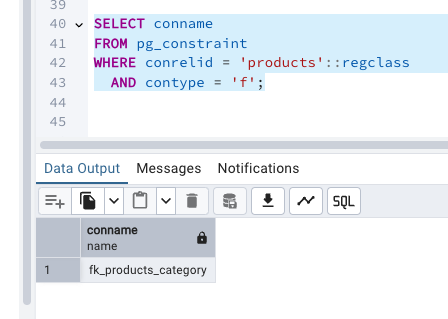 39
40 SELECT conname
41 FROM pg_constraint
42 WHERE conrelid = 'products'::regclass
43 AND contype = 'f';
44
45
Data Output Messages Notifications
SQL
conname
name
1 fk_products_category